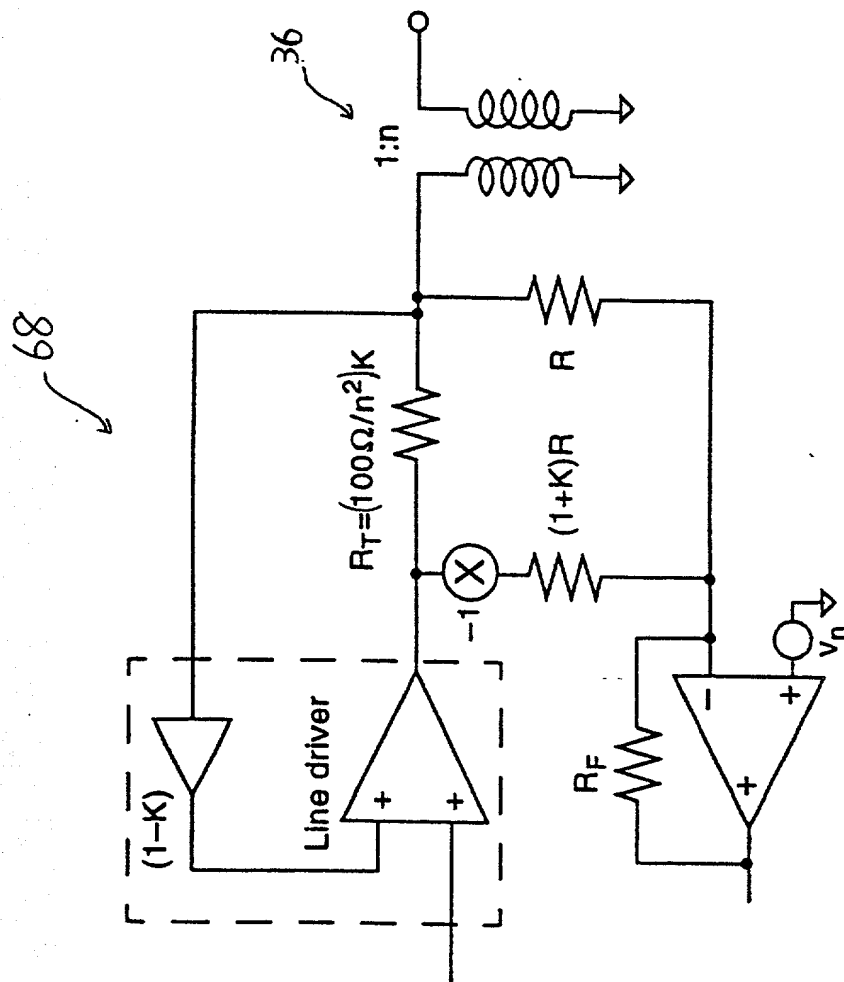 68
36
1:n
(1−K)
Line driver
+
+
R_T=(100Ω/n²)K
−1
X
(1+K)R
R
R_F
−
+
+
v_n